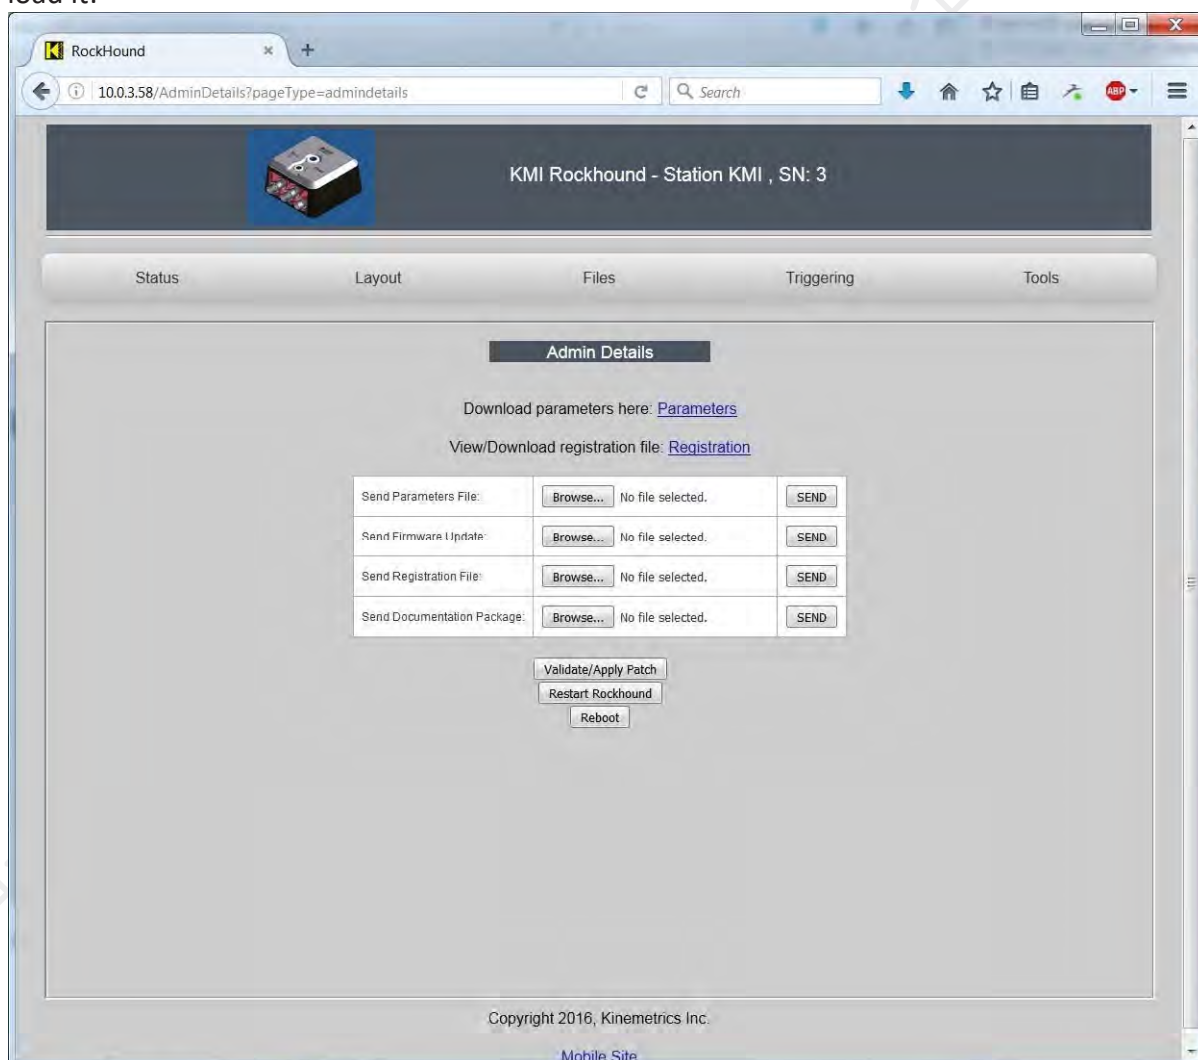 load it:
RockHound × +
10.0.3.58/AdminDetails?pageType=admindetails Search ABP
KMI Rockhound - Station KMI , SN: 3
Status Layout Files Triggering Tools
Admin Details
Download parameters here: Parameters
View/Download registration file: Registration
Send Parameters File: Browse... No file selected. SEND
Send Firmware Update: Browse... No file selected. SEND
Send Registration File: Browse... No file selected. SEND
Send Documentation Package: Browse... No file selected. SEND
Validate/Apply Patch
Restart Rockhound
Reboot
Copyright 2016, Kinemetrics Inc.
Mobile Site